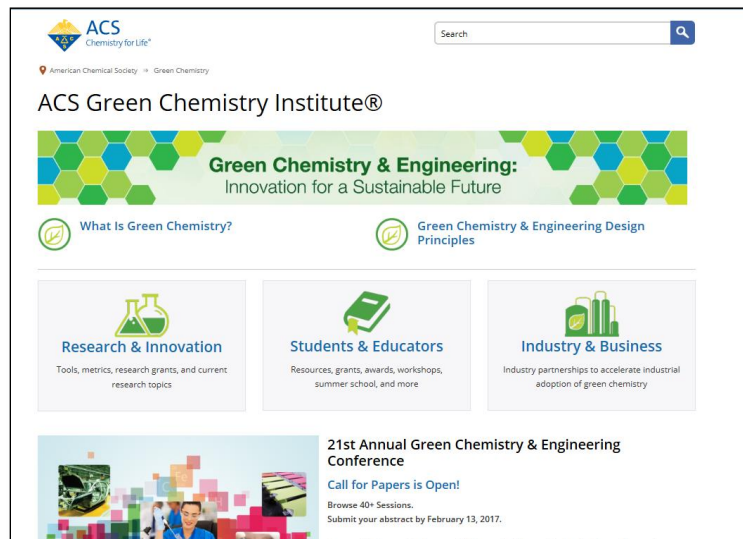 ACS
Chemistry for Life®
Search
American Chemical Society ➔ Green Chemistry
ACS Green Chemistry Institute®
Green Chemistry & Engineering:
Innovation for a Sustainable Future
What Is Green Chemistry?
Green Chemistry & Engineering Design
Principles
Research & Innovation
Tools, metrics, research grants, and current
research topics
Students & Educators
Resources, grants, awards, workshops,
summer school, and more
Industry & Business
Industry partnerships to accelerate industrial
adoption of green chemistry
21st Annual Green Chemistry & Engineering
Conference
Call for Papers is Open!
Browse 40+ Sessions.
Submit your abstract by February 13, 2017.